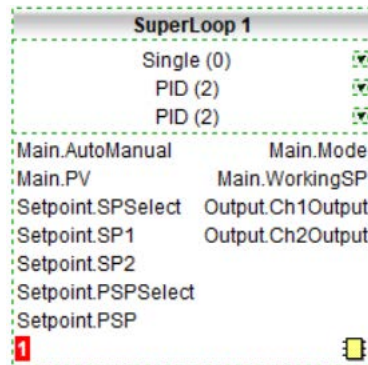 SuperLoop 1
Single (0)
PID (2)
PID (2)
Main.AutoManual Main.Mode
Main.PV Main.WorkingSP
Setpoint.SPSelect Output.Ch1Output
Setpoint.SP1 Output.Ch2Output
Setpoint.SP2
Setpoint.PSPSelect
Setpoint.PSP
1